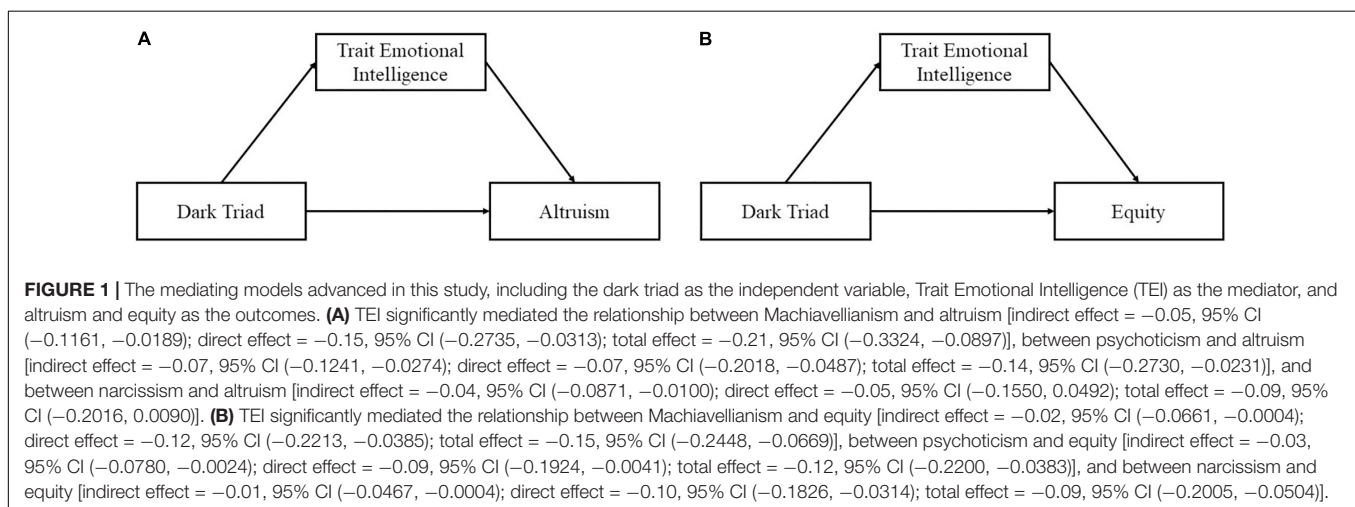 A
Trait Emotional
Intelligence
Dark Triad
Altruism
B
Trait Emotional
Intelligence
Dark Triad
Equity
FIGURE 1 | The mediating models advanced in this study, including the dark triad as the independent variable, Trait Emotional Intelligence (TEI) as the mediator, and
altruism and equity as the outcomes. (A) TEI significantly mediated the relationship between Machiavellianism and altruism [indirect effect = −0.05, 95% CI
(−0.1161, −0.0189); direct effect = −0.15, 95% CI (−0.2735, −0.0313); total effect = −0.21, 95% CI (−0.3324, −0.0897)], between psychoticism and altruism
[indirect effect = −0.07, 95% CI (−0.1241, −0.0274); direct effect = −0.07, 95% CI (−0.2018, −0.0487); total effect = −0.14, 95% CI (−0.2730, −0.0231)], and
between narcissism and altruism [indirect effect = −0.04, 95% CI (−0.0871, −0.0100); direct effect = −0.05, 95% CI (−0.1550, 0.0492); total effect = −0.09, 95%
CI (−0.2016, 0.0090)]. (B) TEI significantly mediated the relationship between Machiavellianism and equity [indirect effect = −0.02, 95% CI (−0.0661, −0.0004);
direct effect = −0.12, 95% CI (−0.2213, −0.0385); total effect = −0.15, 95% CI (−0.2448, −0.0669)], between psychoticism and equity [indirect effect = −0.03,
95% CI (−0.0780, −0.0024); direct effect = −0.09, 95% CI (−0.1924, −0.0041); total effect = −0.12, 95% CI (−0.2200, −0.0383)], and between narcissism and
equity [indirect effect = −0.01, 95% CI (−0.0467, −0.0004); direct effect = −0.10, 95% CI (−0.1826, −0.0314); total effect = −0.09, 95% CI (−0.2005, −0.0504)].